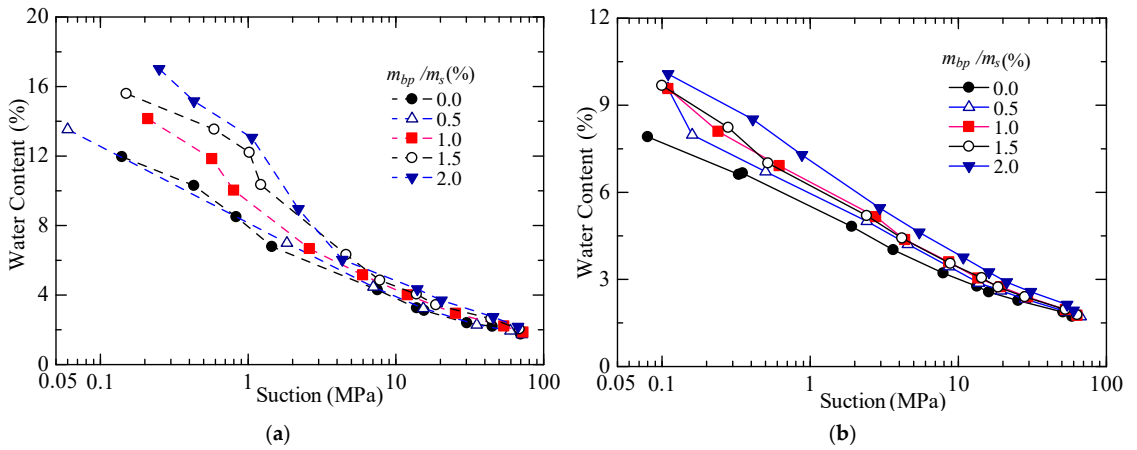 20
16
12
8
4
0
Water Content (%)
m_bp /m_s(%)
0.0
0.5
1.0
1.5
2.0
0.05 0.1 1 10 100
Suction (MPa)
(a)
12
9
6
3
0
Water Content (%)
m_bp /m_s(%)
0.0
0.5
1.0
1.5
2.0
0.05 0.1 1 10 100
Suction (MPa)
(b)